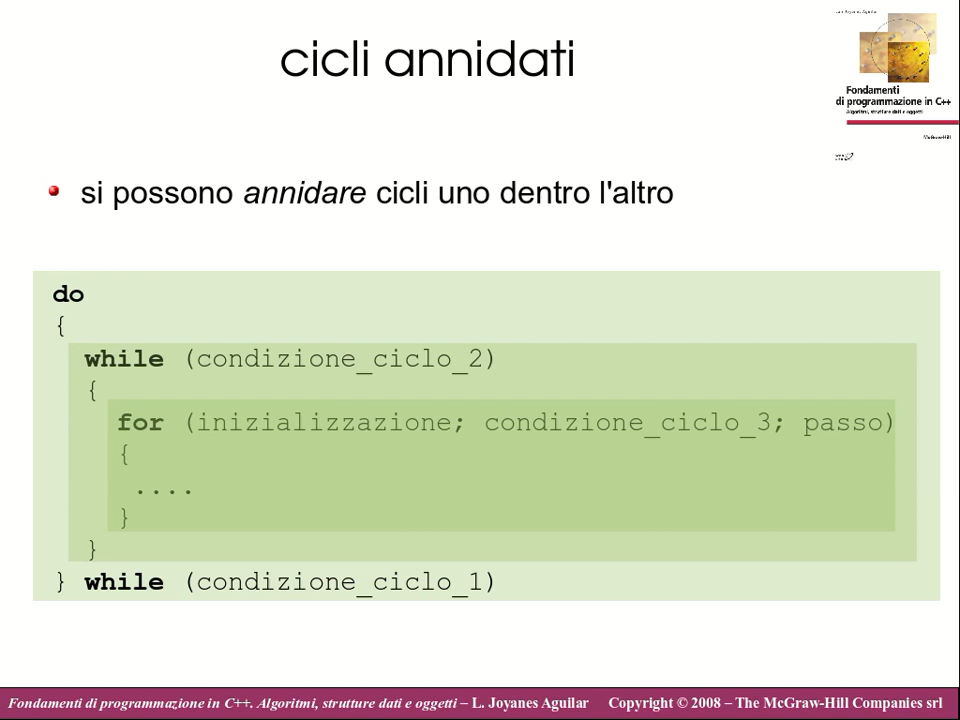 cicli annidati
Fondamenti
di programmazione in C++
Algoritmi, strutture dati e oggetti
McGraw-Hill
si possono annidare cicli uno dentro l'altro
do
{
while (condizione_ciclo_2)
{
for (inizializzazione; condizione_ciclo_3; passo)
{
....
}
}
} while (condizione_ciclo_1)
Fondamenti di programmazione in C++. Algoritmi, strutture dati e oggetti – L. Joyanes Aguilar Copyright © 2008 – The McGraw-Hill Companies srl